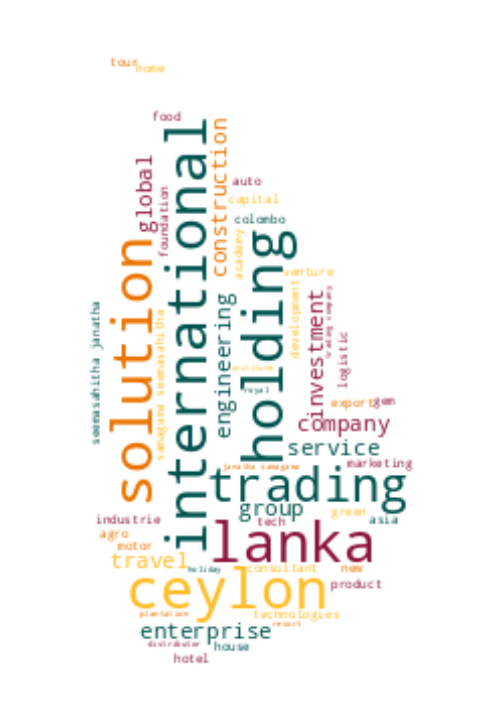 tour
home
food
international
global
construction
foundation
auto
capital
colombo
academy
holding
solution
venture
development
trading company
investment
engineering
seemasahitha janatha
samagama seemasahitha
logistic
institute
royal
export
gem
company
service
marketing
janatha samagama
trading
group
green
asia
tech
industrie
agro
motor
lanka
travel
holiday
consultant
new
ceylon
product
plantation
technologies
resort
enterprise
distributor
house
hotel